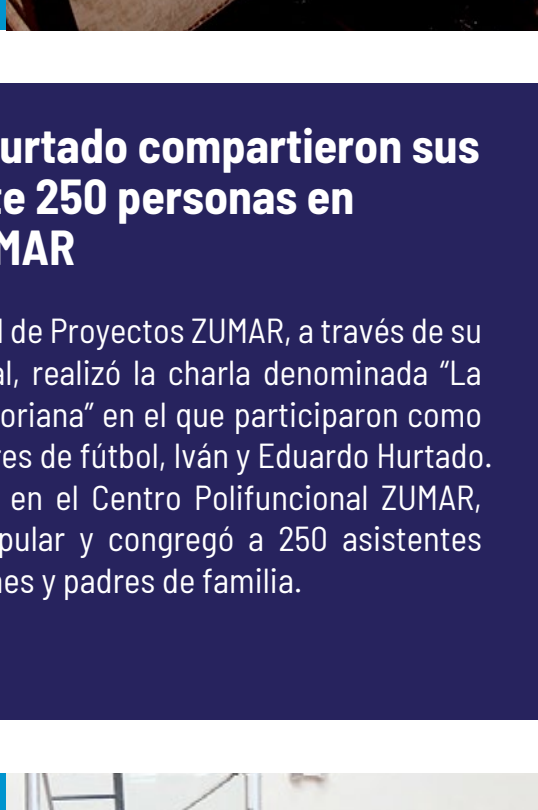 urtado compartieron sus
te 250 personas en
MAR
l de Proyectos ZUMAR, a través de su
al, realizó la charla denominada “La
oriana” en el que participaron como
res de fútbol, Iván y Eduardo Hurtado.
en el Centro Polifuncional ZUMAR,
pular y congregó a 250 asistentes
nes y padres de familia.